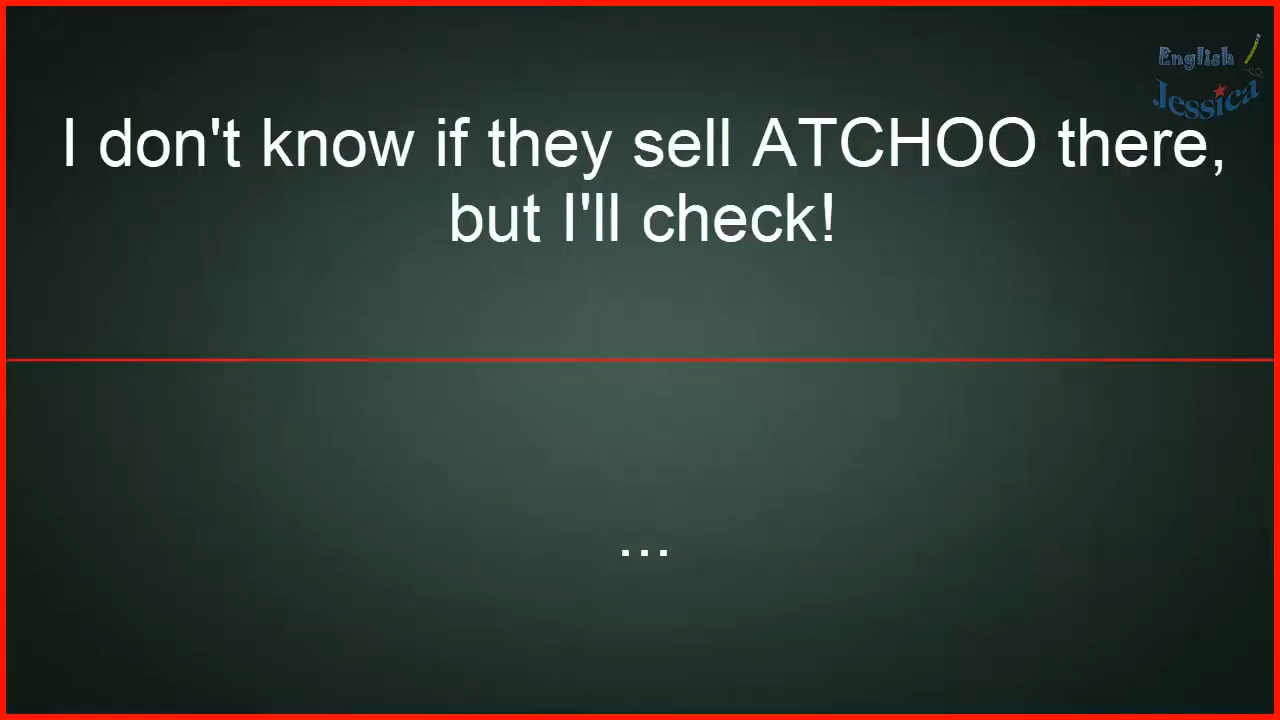 English
Jessica
I don't know if they sell ATCHOO there,
but I'll check!
...